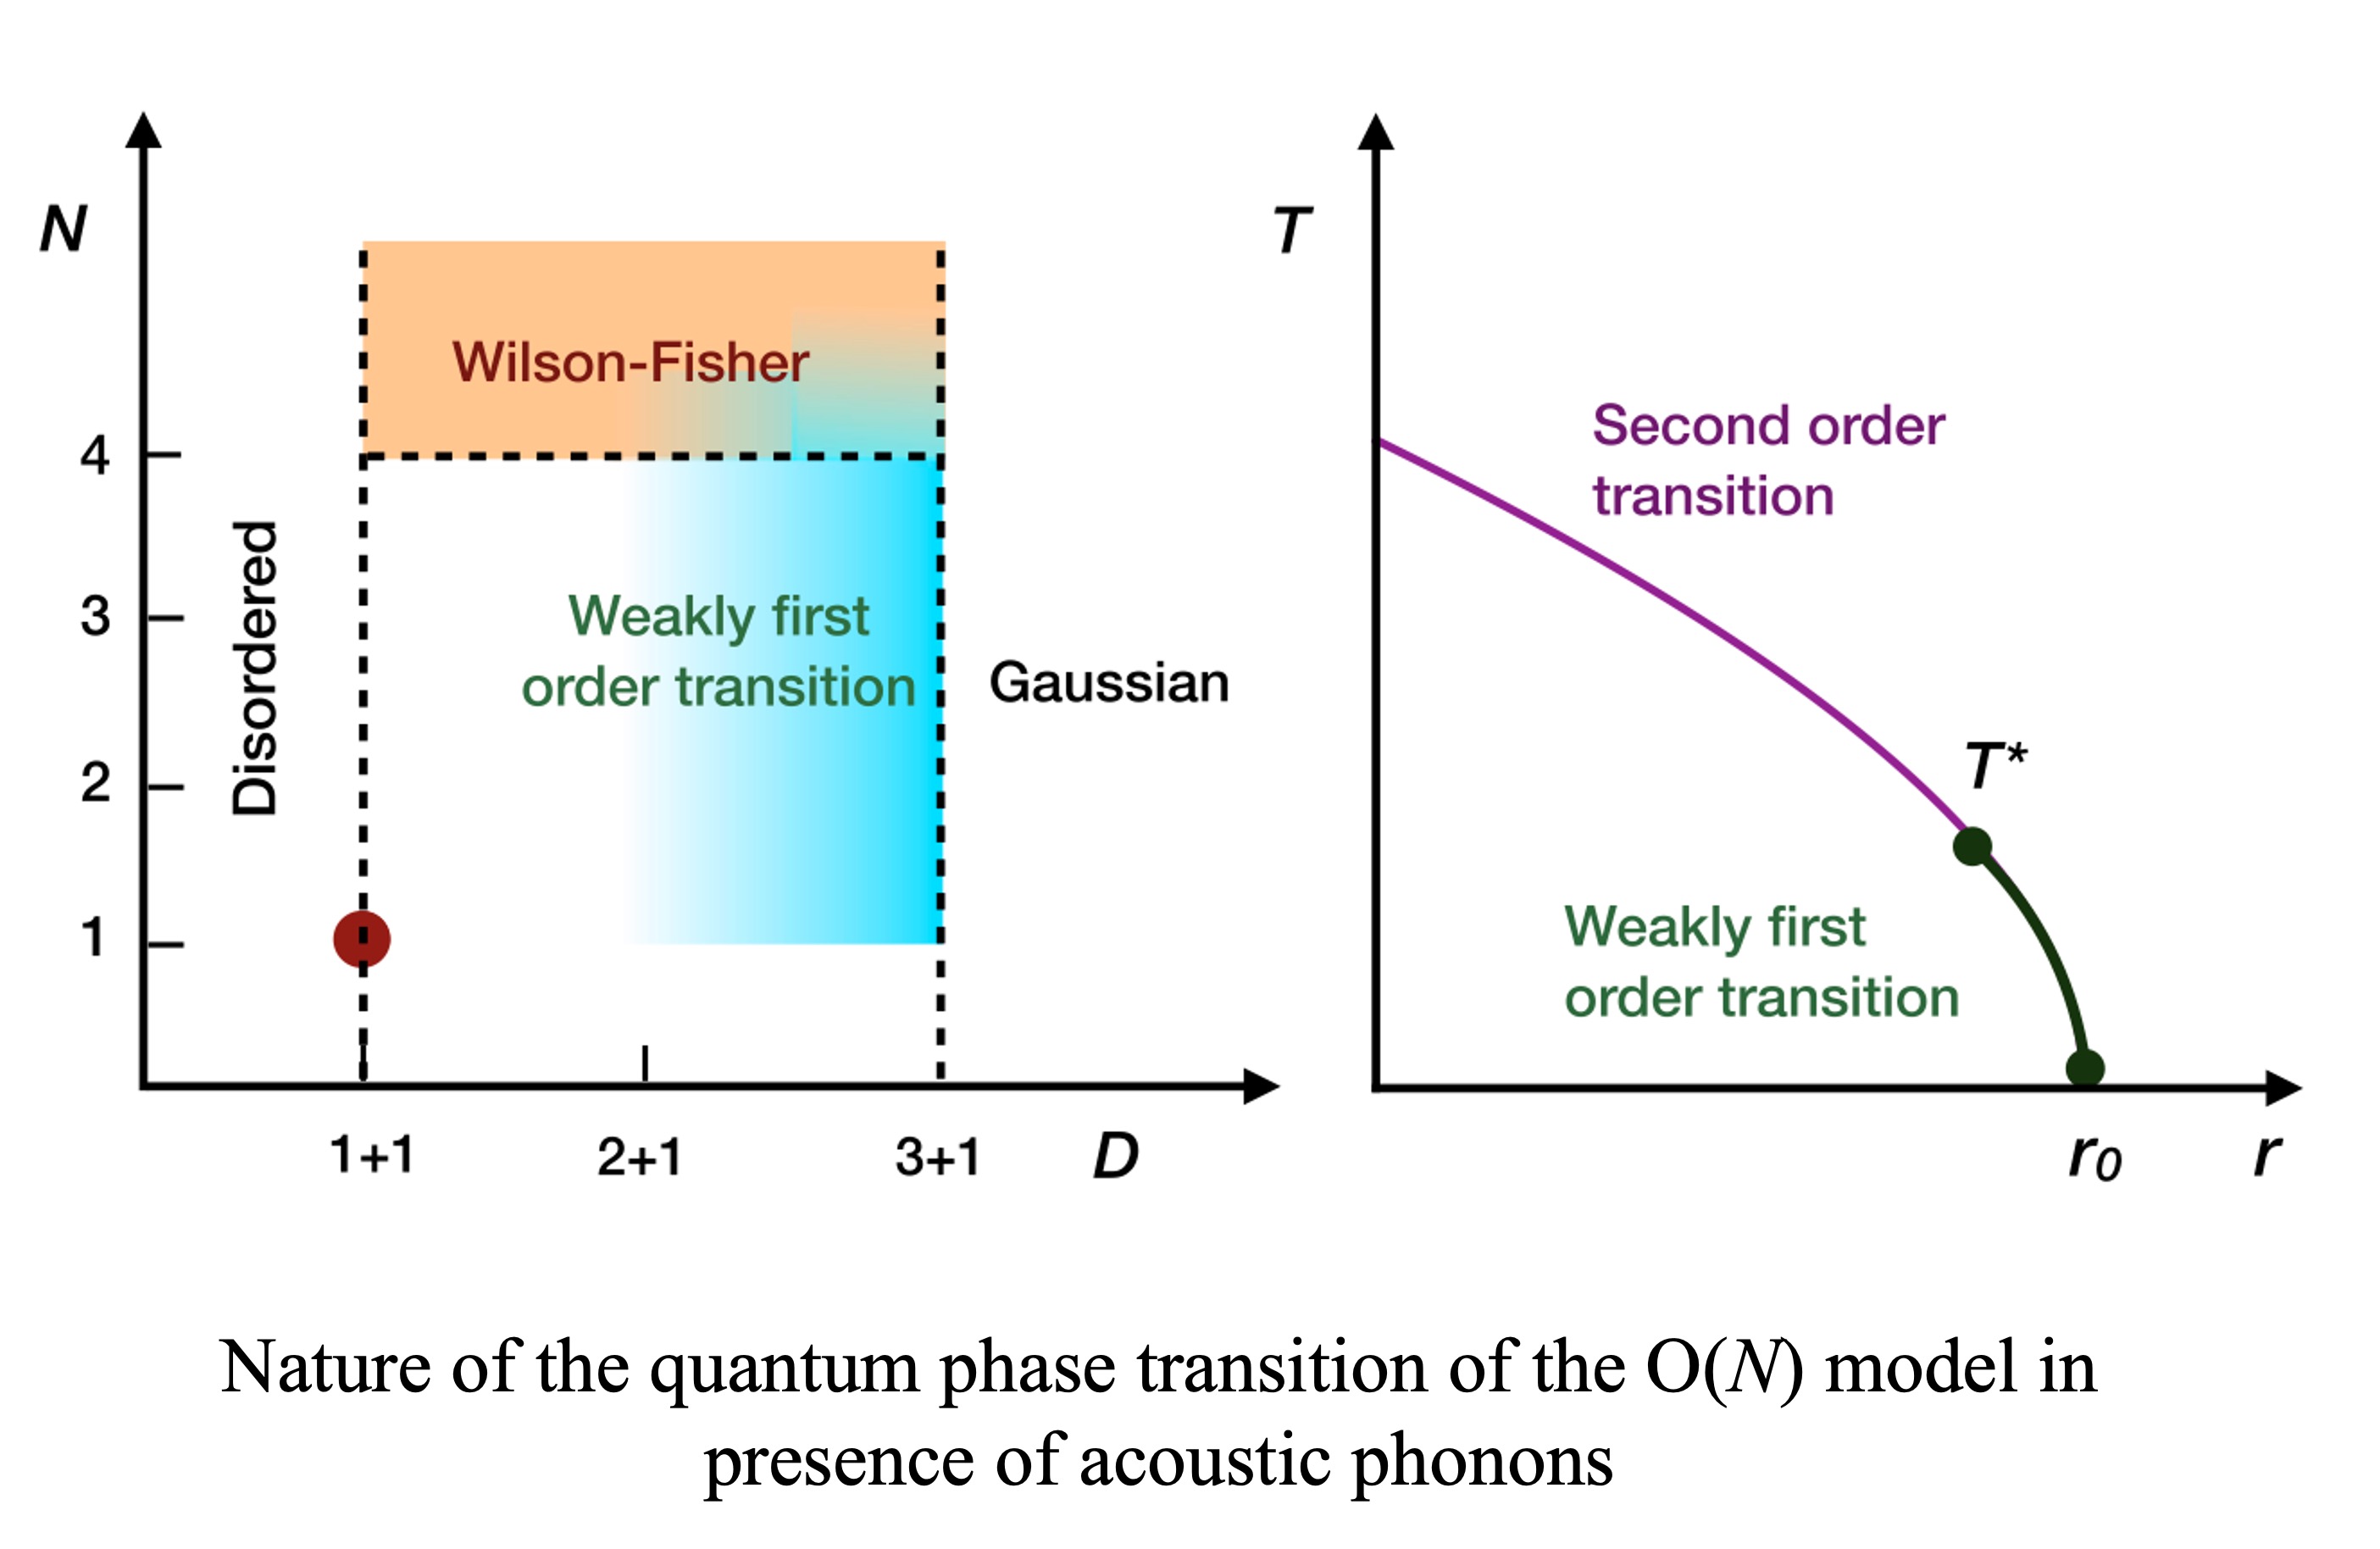 N
Wilson-Fisher
4
3
2
1
Disordered
Weakly first
order transition
Gaussian
1+1
2+1
3+1
D
T
Second order
transition
T*
Weakly first
order transition
r0
r
Nature of the quantum phase transition of the O(N) model in
presence of acoustic phonons